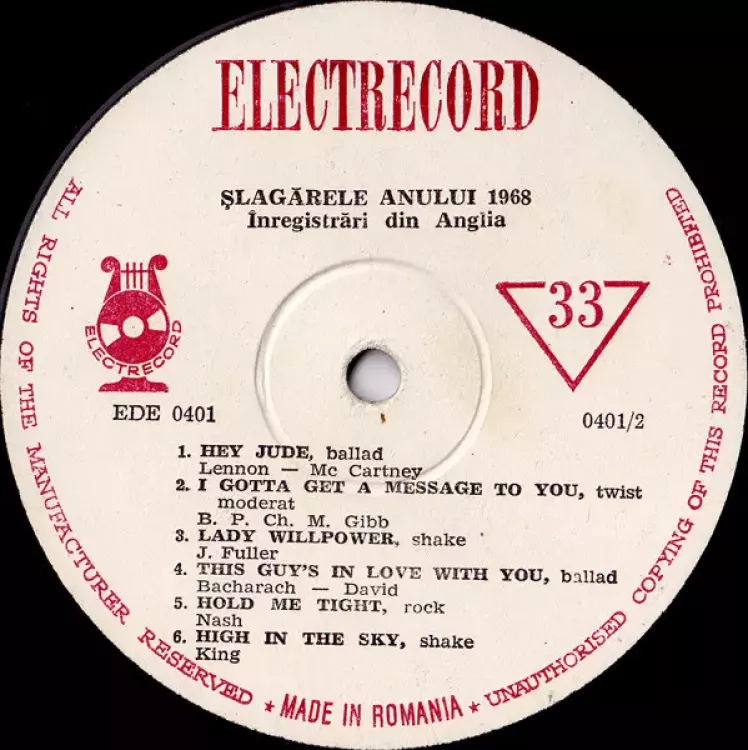 ELECTRECORD
ŞLAGĂRELE ANULUI 1968
Înregistrări din Anglia
ELECTRECORD
33
EDE 0401
0401/2
1. HEY JUDE, ballad
Lennon — Mc Cartney
2. I GOTTA GET A MESSAGE TO YOU, twist
moderat
B. P. Ch. M. Gibb
3. LADY WILLPOWER, shake
J. Fuller
4. THIS GUY'S IN LOVE WITH YOU, ballad
Bacharach — David
5. HOLD ME TIGHT, rock
Nash
6. HIGH IN THE SKY, shake
King
ALL RIGHTS OF THE MANUFACTURER RESERVED ★ MADE IN ROMANIA ★ UNAUTHORISED COPYING OF THIS RECORD PROHIBITED